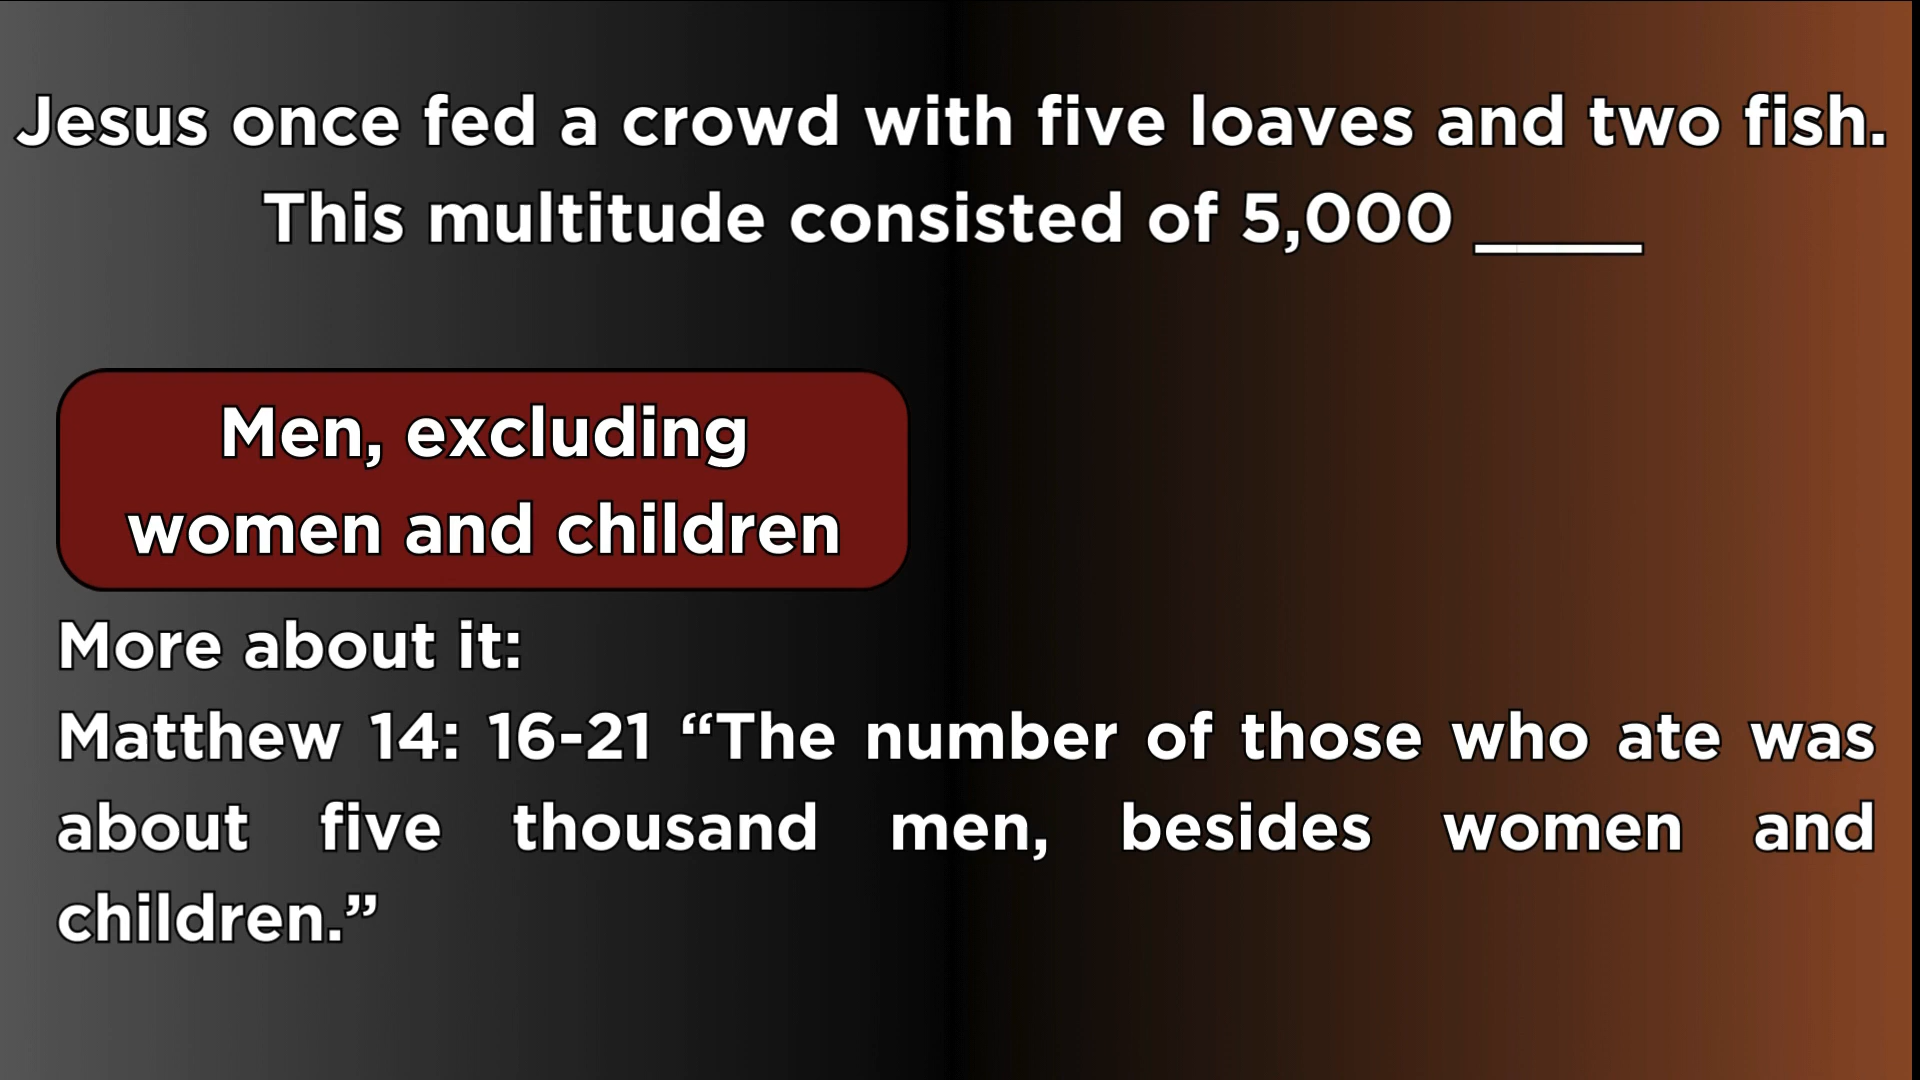 Jesus once fed a crowd with five loaves and two fish.
This multitude consisted of 5,000 ____
Men, excluding
women and children
More about it:
Matthew 14: 16-21 “The number of those who ate was
about five thousand men, besides women and
children.”